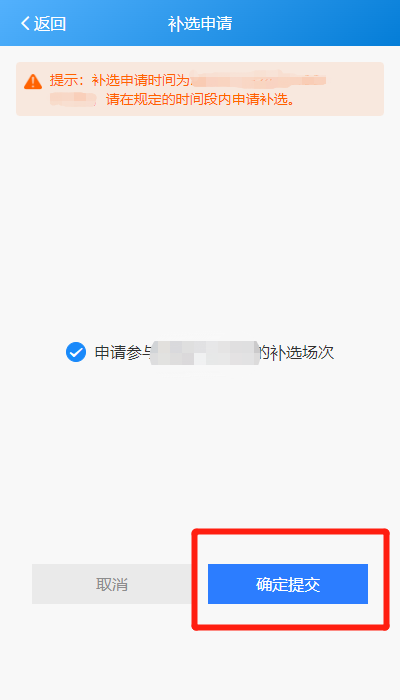 返回
补选申请
提示：补选申请时间为
请在规定的时间段内申请补选。
申请参与 的补选场次
取消
确定提交